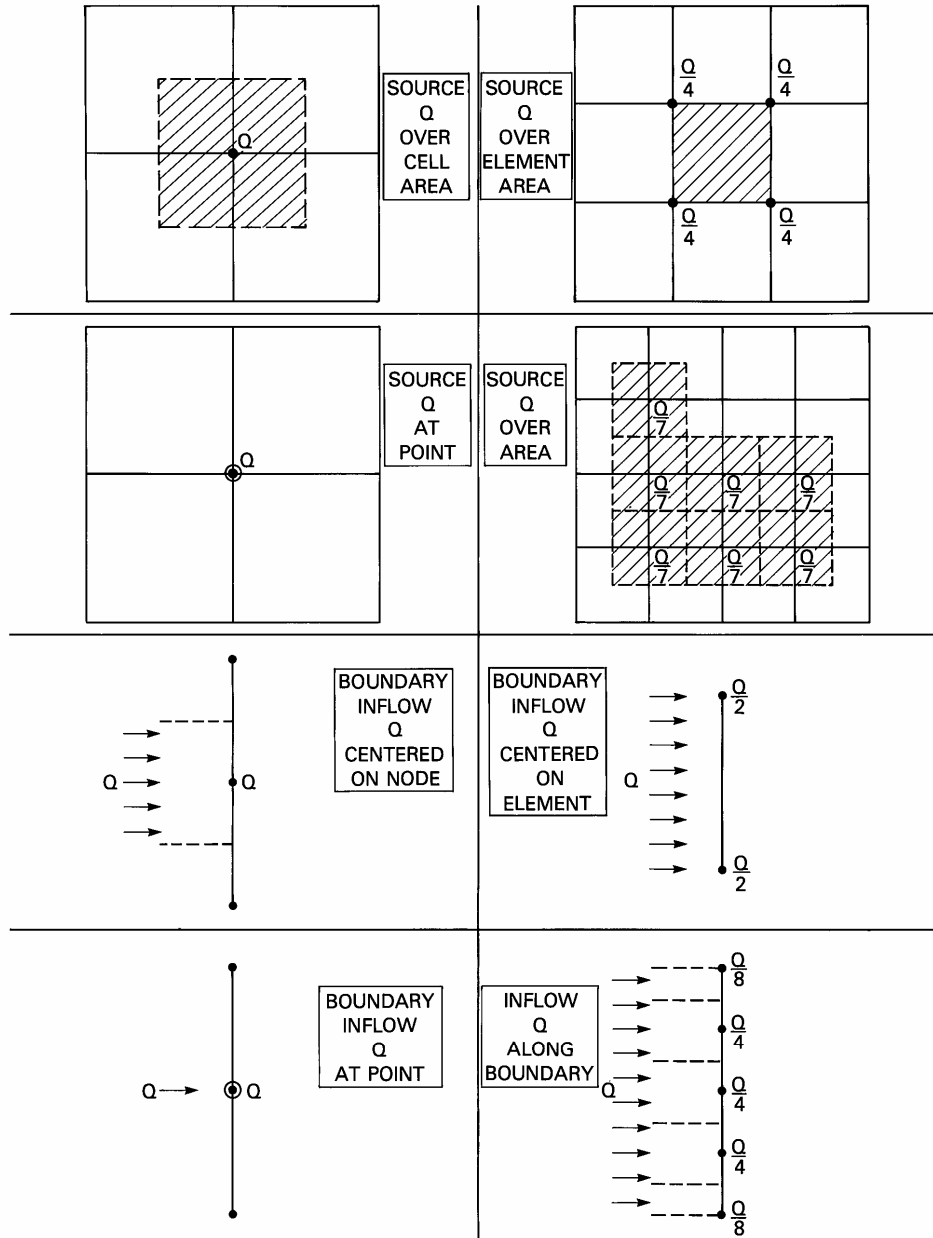 Q
SOURCE
Q
OVER
CELL
AREA
SOURCE
Q
OVER
ELEMENT
AREA
Q
4
Q
4
Q
4
Q
4
Q
SOURCE
Q
AT
POINT
SOURCE
Q
OVER
AREA
Q
7
Q
7
Q
7
Q
7
Q
7
Q
7
Q
7
Q
Q
BOUNDARY
INFLOW
Q
CENTERED
ON NODE
BOUNDARY
INFLOW
Q
CENTERED
ON
ELEMENT
Q
Q
2
Q
2
Q
Q
BOUNDARY
INFLOW
Q
AT POINT
INFLOW
Q
ALONG
BOUNDARY
Q
Q
8
Q
4
Q
4
Q
4
Q
8